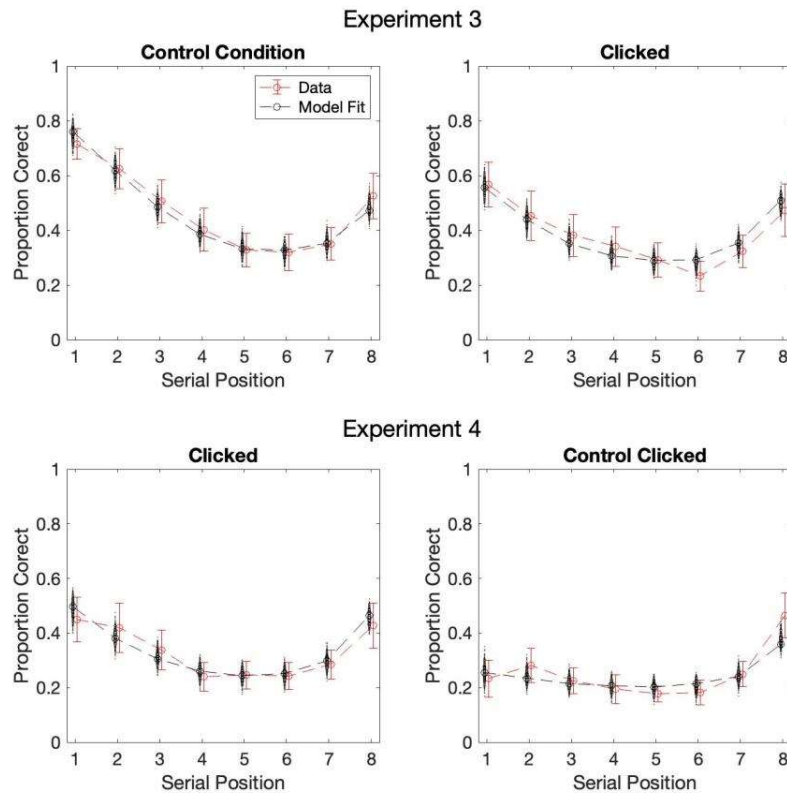 Experiment 3
Control Condition
Clicked
1
0.8
0.6
0.4
0.2
0
Proportion Corect
Data
Model Fit
1 2 3 4 5 6 7 8
Serial Position
1
0.8
0.6
0.4
0.2
0
Proportion Corect
1 2 3 4 5 6 7 8
Serial Position
Experiment 4
Clicked
Control Clicked
1
0.8
0.6
0.4
0.2
0
Proportion Corect
1 2 3 4 5 6 7 8
Serial Position
1
0.8
0.6
0.4
0.2
0
Proportion Corect
1 2 3 4 5 6 7 8
Serial Position